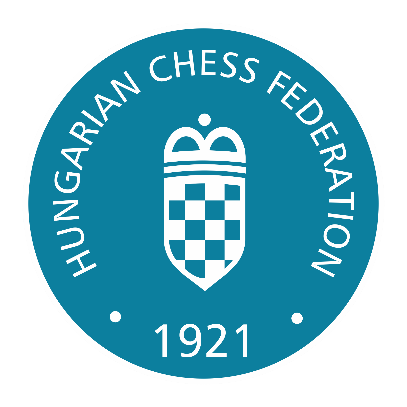 HUNGARIAN CHESS FEDERATION
1921